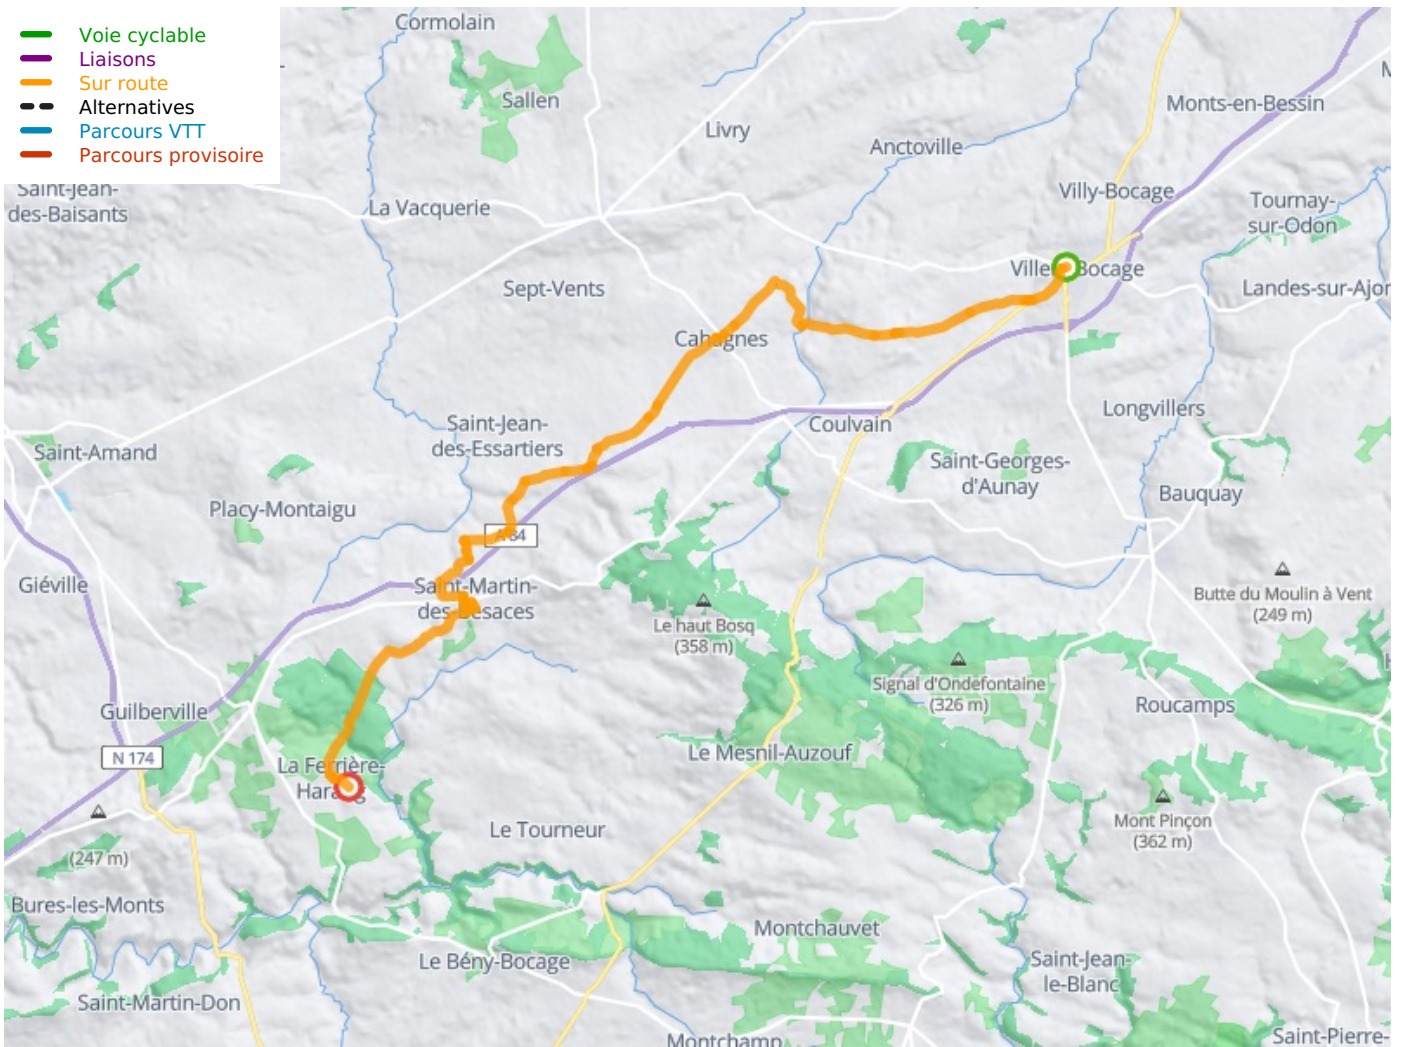 Voie cyclable
Liaisons
Sur route
Alternatives
Parcours VTT
Parcours provisoire
Cormolain
Sallen
Livry
Anctoville
Monts-en-Bessin
Villy-Bocage
Tournay-
sur-Odon
Saint-Jean-
des-Baisants
La Vacquerie
Sept-Vents
Bocage
Landes-sur-Ajon
Cahagnes
Saint-Jean-
des-Essartiers
Coulvain
Longvillers
Saint-Amand
Saint-Georges-
d'Aunay
Bauquay
Placy-Montaigu
A 84
Giéville
Saint-Martin-
des-Besaces
Le haut Bosq
(358 m)
Butte du Moulin à Vent
(249 m)
Signal d'Ondefontaine
(326 m)
Roucamps
Guilberville
N 174
La Ferrière-
Harang
Le Mesnil-Auzouf
Mont Pinçon
(362 m)
Le Tourneur
(247 m)
Bures-les-Monts
Montchauvet
Le Bény-Bocage
Saint-Jean-
le-Blanc
Saint-Martin-Don
Montchamp
Saint-Pierre-